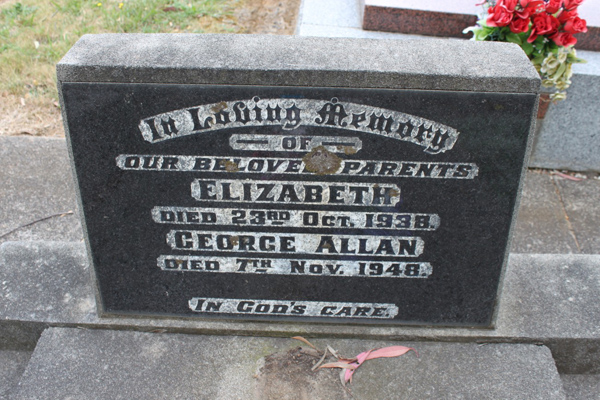 In Loving Memory
— OF —
OUR BELOVED PARENTS
ELIZABETH
DIED 23RD OCT. 1938.
GEORGE ALLAN
DIED 7TH NOV. 1948.
IN GOD'S CARE.